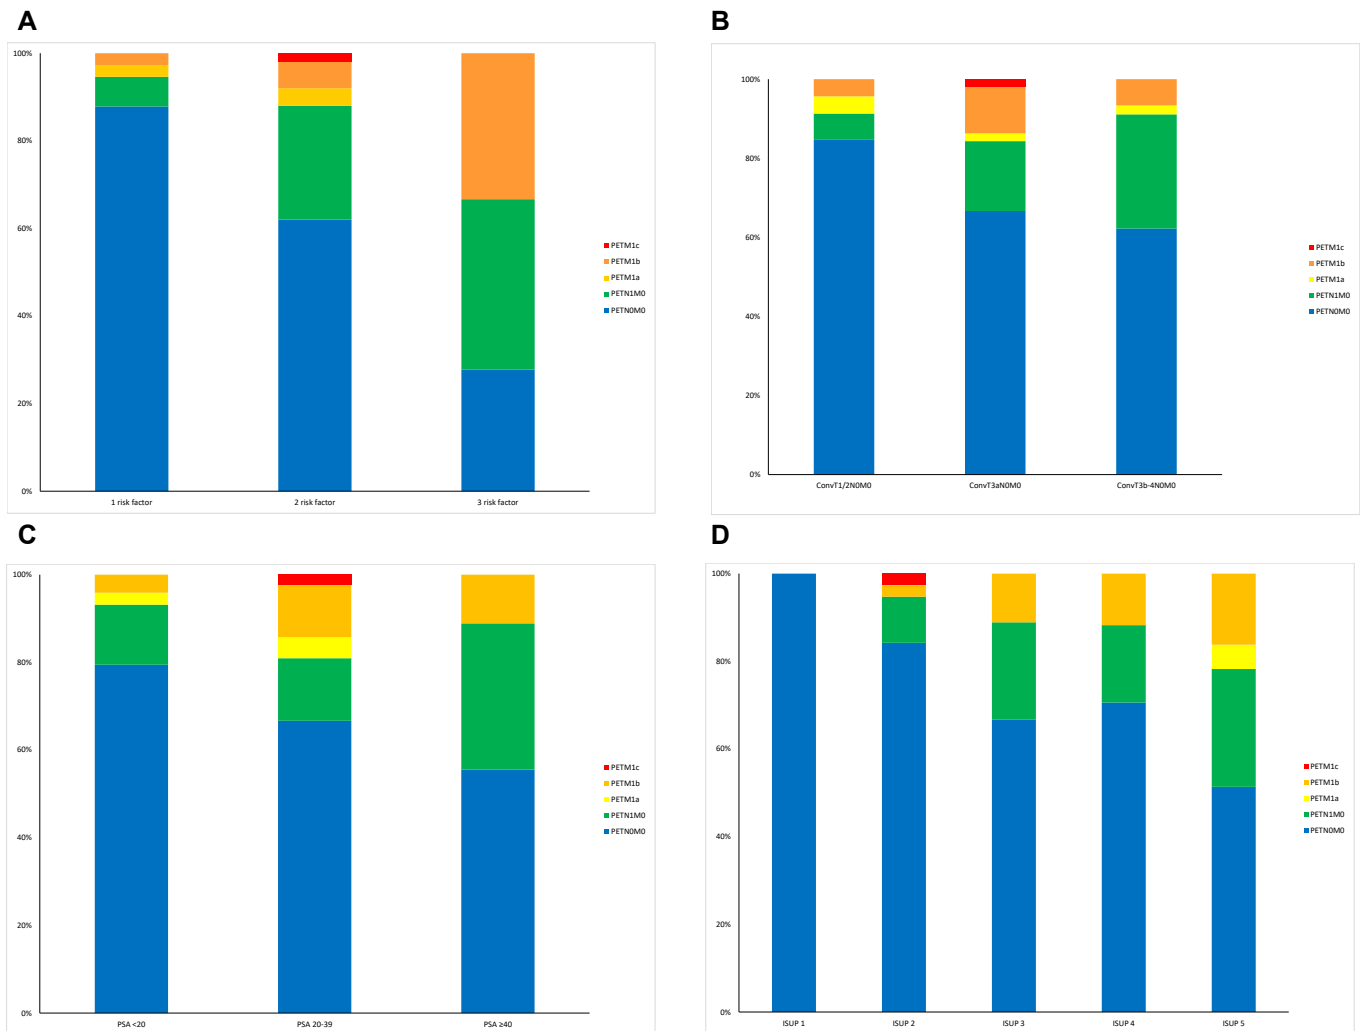 A
100%
80%
60%
40%
20%
0%
1 risk factor 2 risk factor 3 risk factor
PETM1c
PETM1b
PETM1a
PETN1M0
PETN0M0
B
100%
80%
60%
40%
20%
0%
ConvT1/2N0M0 ConvT3aN0M0 ConvT3b-4N0M0
PETM1c
PETM1b
PETM1a
PETN1M0
PETN0M0
C
100%
80%
60%
40%
20%
0%
PSA <20 PSA 20-39 PSA ≥40
PETM1c
PETM1b
PETM1a
PETN1M0
PETN0M0
D
100%
80%
60%
40%
20%
0%
ISUP 1 ISUP 2 ISUP 3 ISUP 4 ISUP 5
PETM1c
PETM1b
PETM1a
PETN1M0
PETN0M0